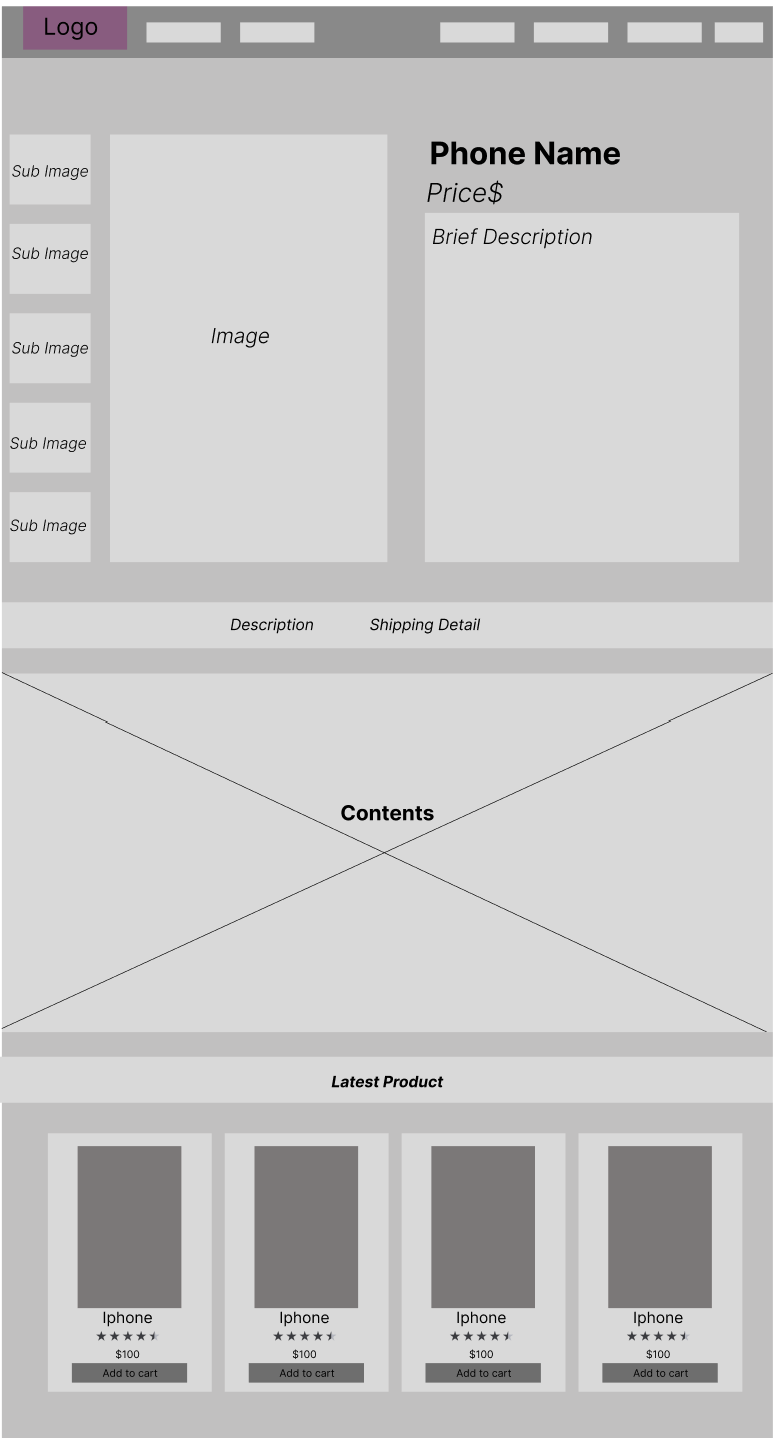 Logo
Sub Image
Sub Image
Sub Image
Sub Image
Sub Image
Image
Phone Name
Price$
Brief Description
Description
Shipping Detail
Contents
Latest Product
Iphone
$100
Add to cart
Iphone
$100
Add to cart
Iphone
$100
Add to cart
Iphone
$100
Add to cart